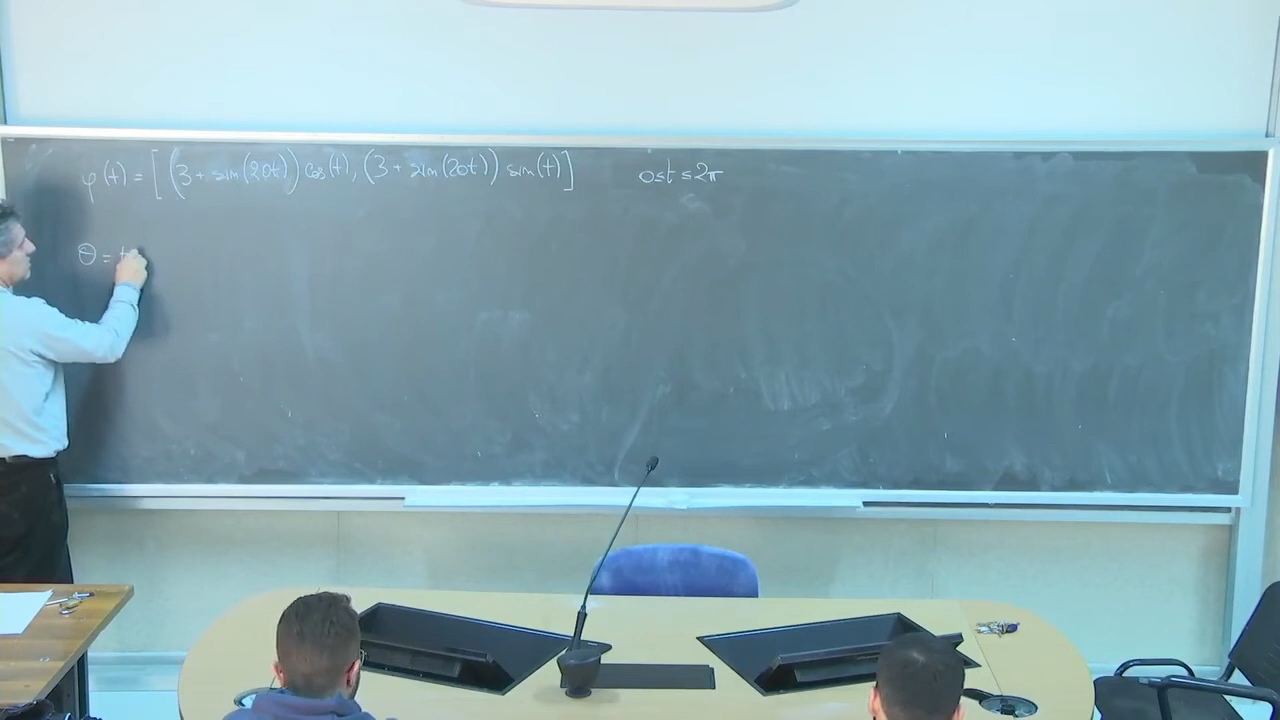 φ(t) = [(3 + sin(20t)) cos(t), (3 + sin(20t)) sin(t)] 0≤t≤2π
θ = t